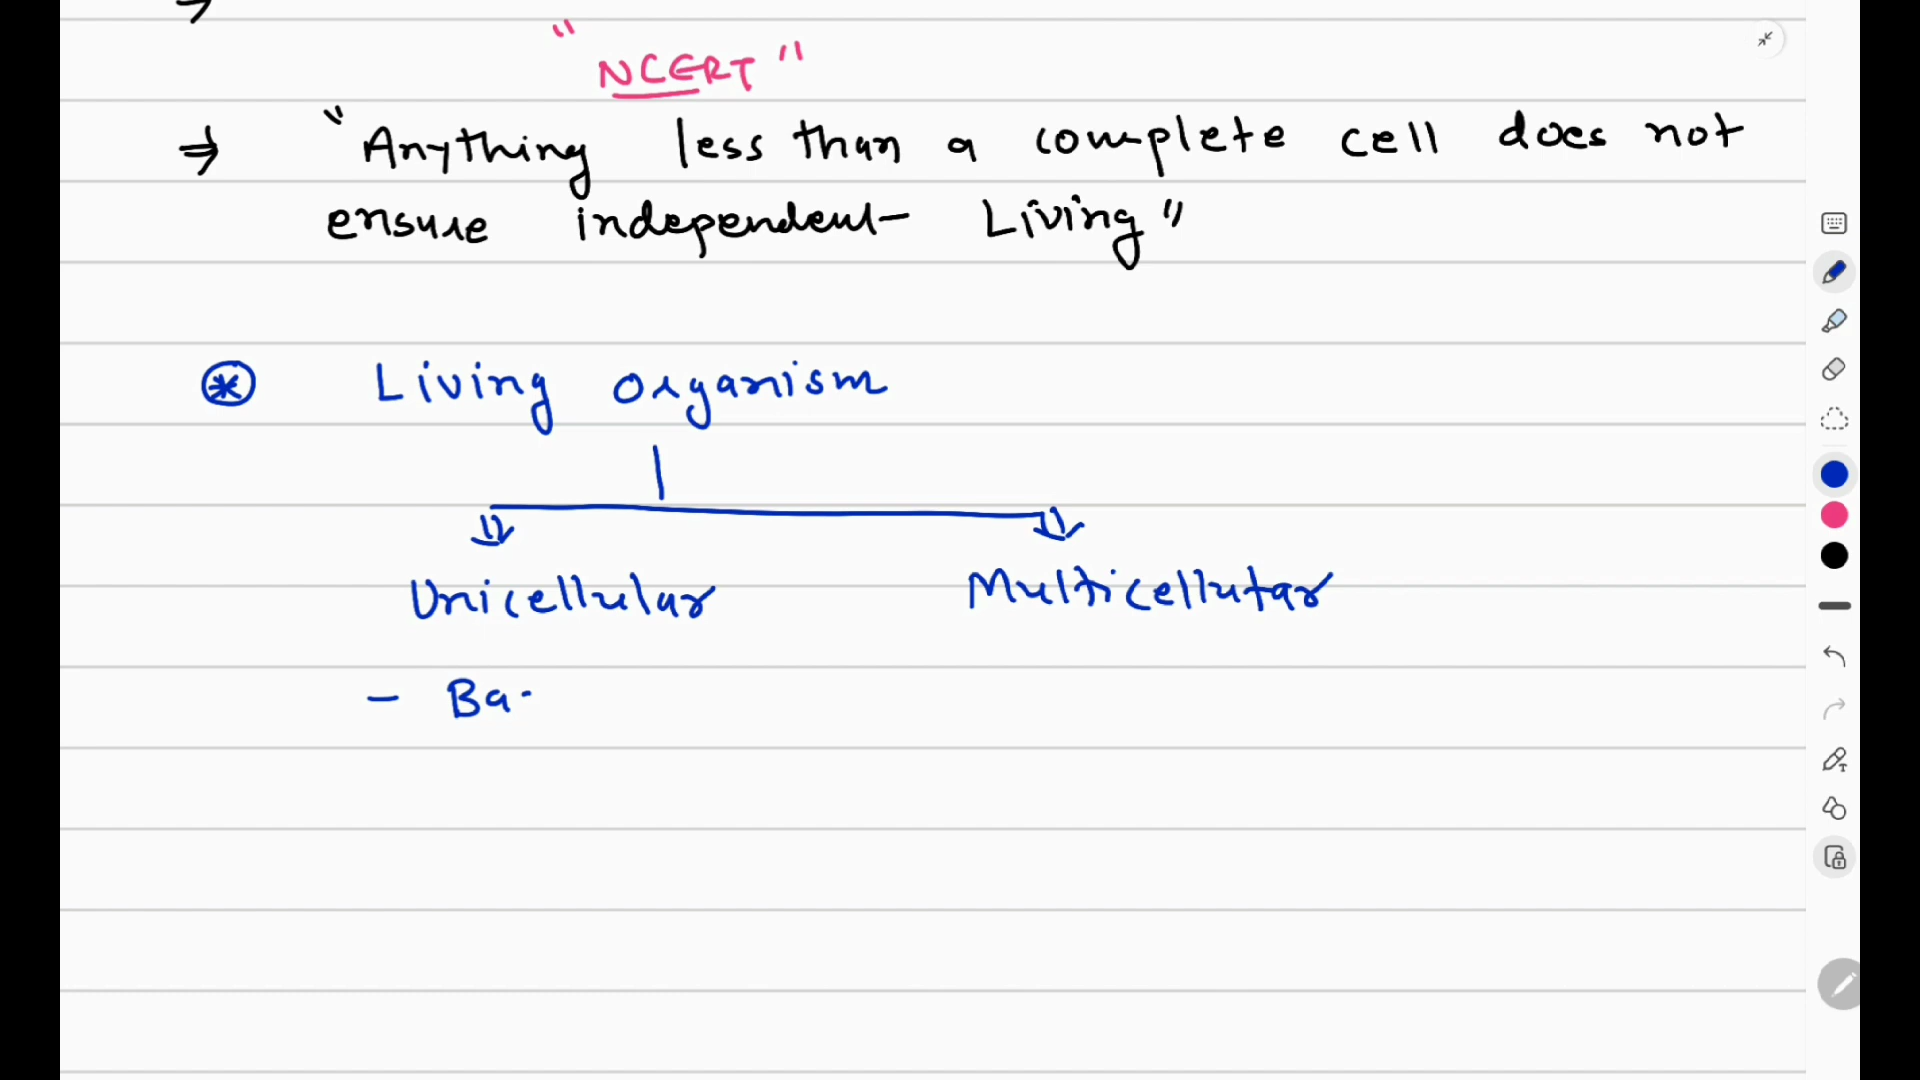 "NCERT"
⇒ "Anything less than a complete cell does not
ensure independent Living"
⊛ Living organism
Unicellular Multicellular
- Ba